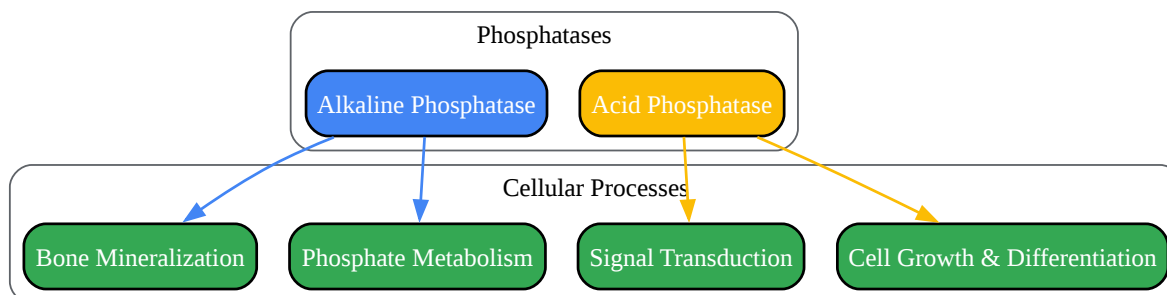 Phosphatases
Alkaline Phosphatase
Acid Phosphatase
Cellular Processes
Bone Mineralization
Phosphate Metabolism
Signal Transduction
Cell Growth & Differentiation